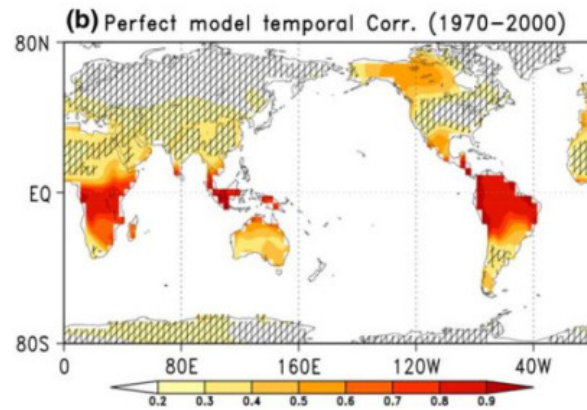 (b) Perfect model temporal Corr. (1970–2000)
80N
EQ
80S
0 80E 160E 120W 40W
0.2 0.3 0.4 0.5 0.6 0.7 0.8 0.9